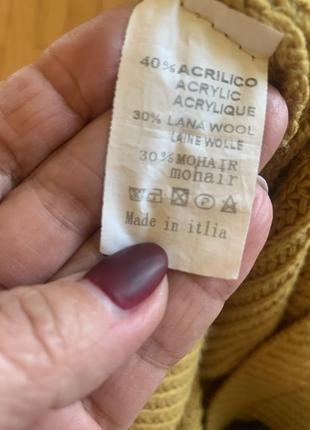 40% ACRILICO
ACRYLIC
ACRYLIQUE
30% LANA WOOL
LAINE WOLLE
30% MOHAIR
mohair
P
Made in itlia